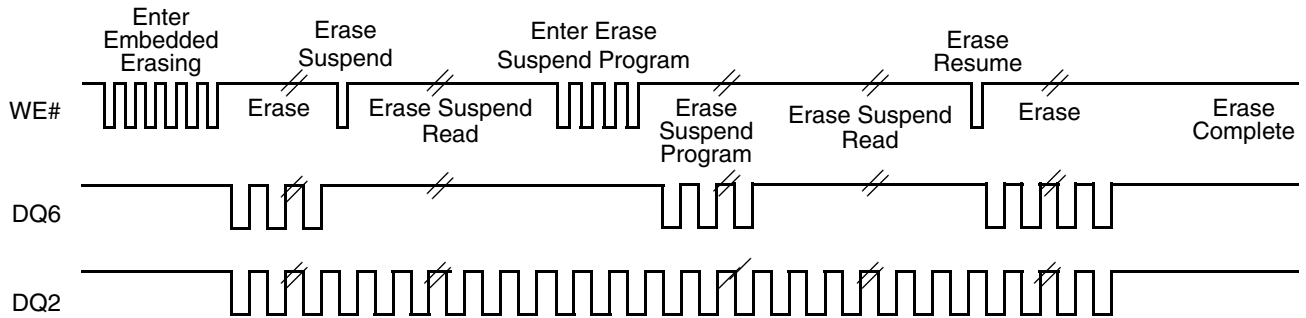 Enter
Embedded
Erasing
Erase
Suspend
Enter Erase
Suspend Program
Erase
Resume
WE#
Erase
Erase Suspend
Read
Erase
Suspend
Program
Erase Suspend
Read
Erase
Erase
Complete
DQ6
DQ2